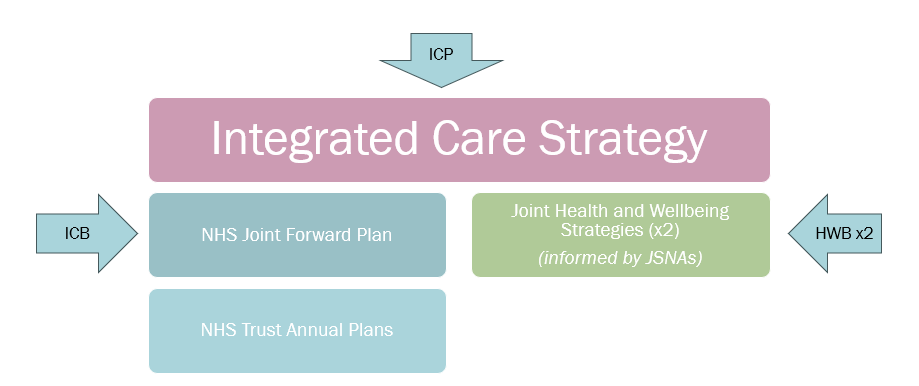 ICP
Integrated Care Strategy
ICB
NHS Joint Forward Plan
Joint Health and Wellbeing
Strategies (x2)
(informed by JSNAs)
HWB x2
NHS Trust Annual Plans